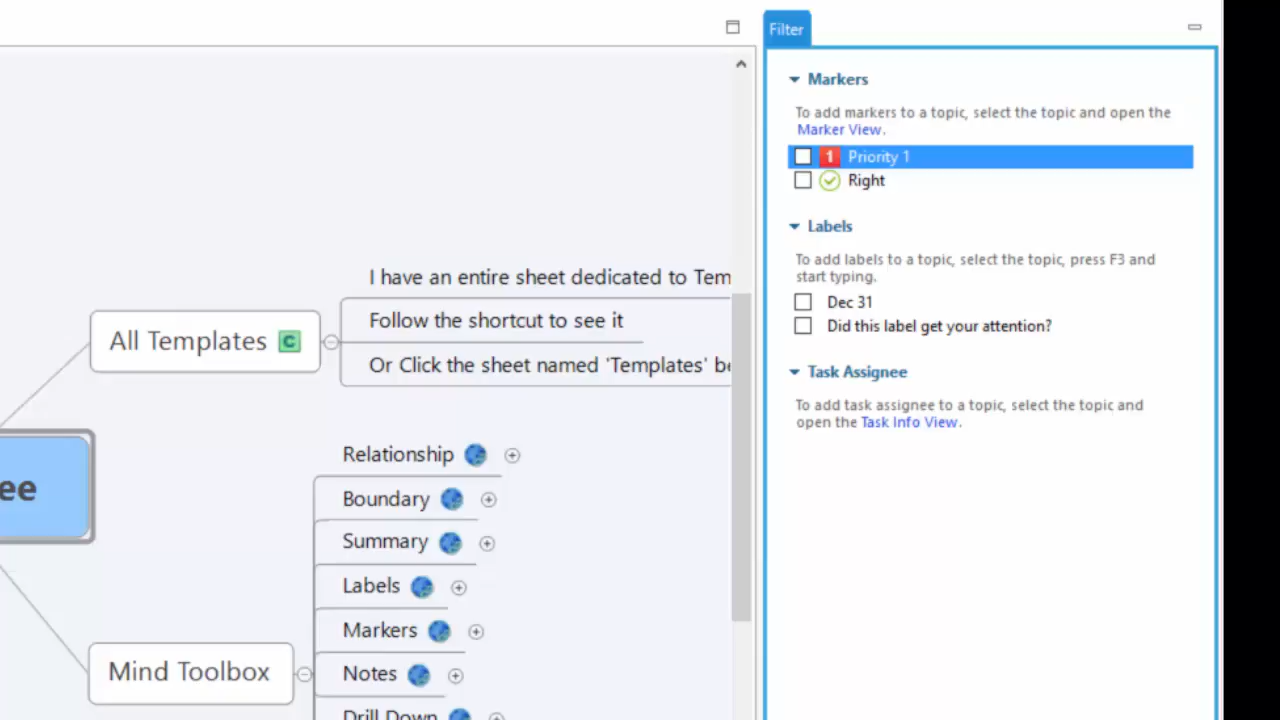 Filter
Markers
To add markers to a topic, select the topic and open the
Marker View.
1 Priority 1
Right
Labels
To add labels to a topic, select the topic, press F3 and
start typing.
Dec 31
Did this label get your attention?
Task Assignee
To add task assignee to a topic, select the topic and
open the Task Info View.
I have an entire sheet dedicated to Tem
All Templates C
Follow the shortcut to see it
Or Click the sheet named 'Templates' be
ee
Relationship
Boundary
Summary
Labels
Markers
Mind Toolbox
Notes
Drill Down